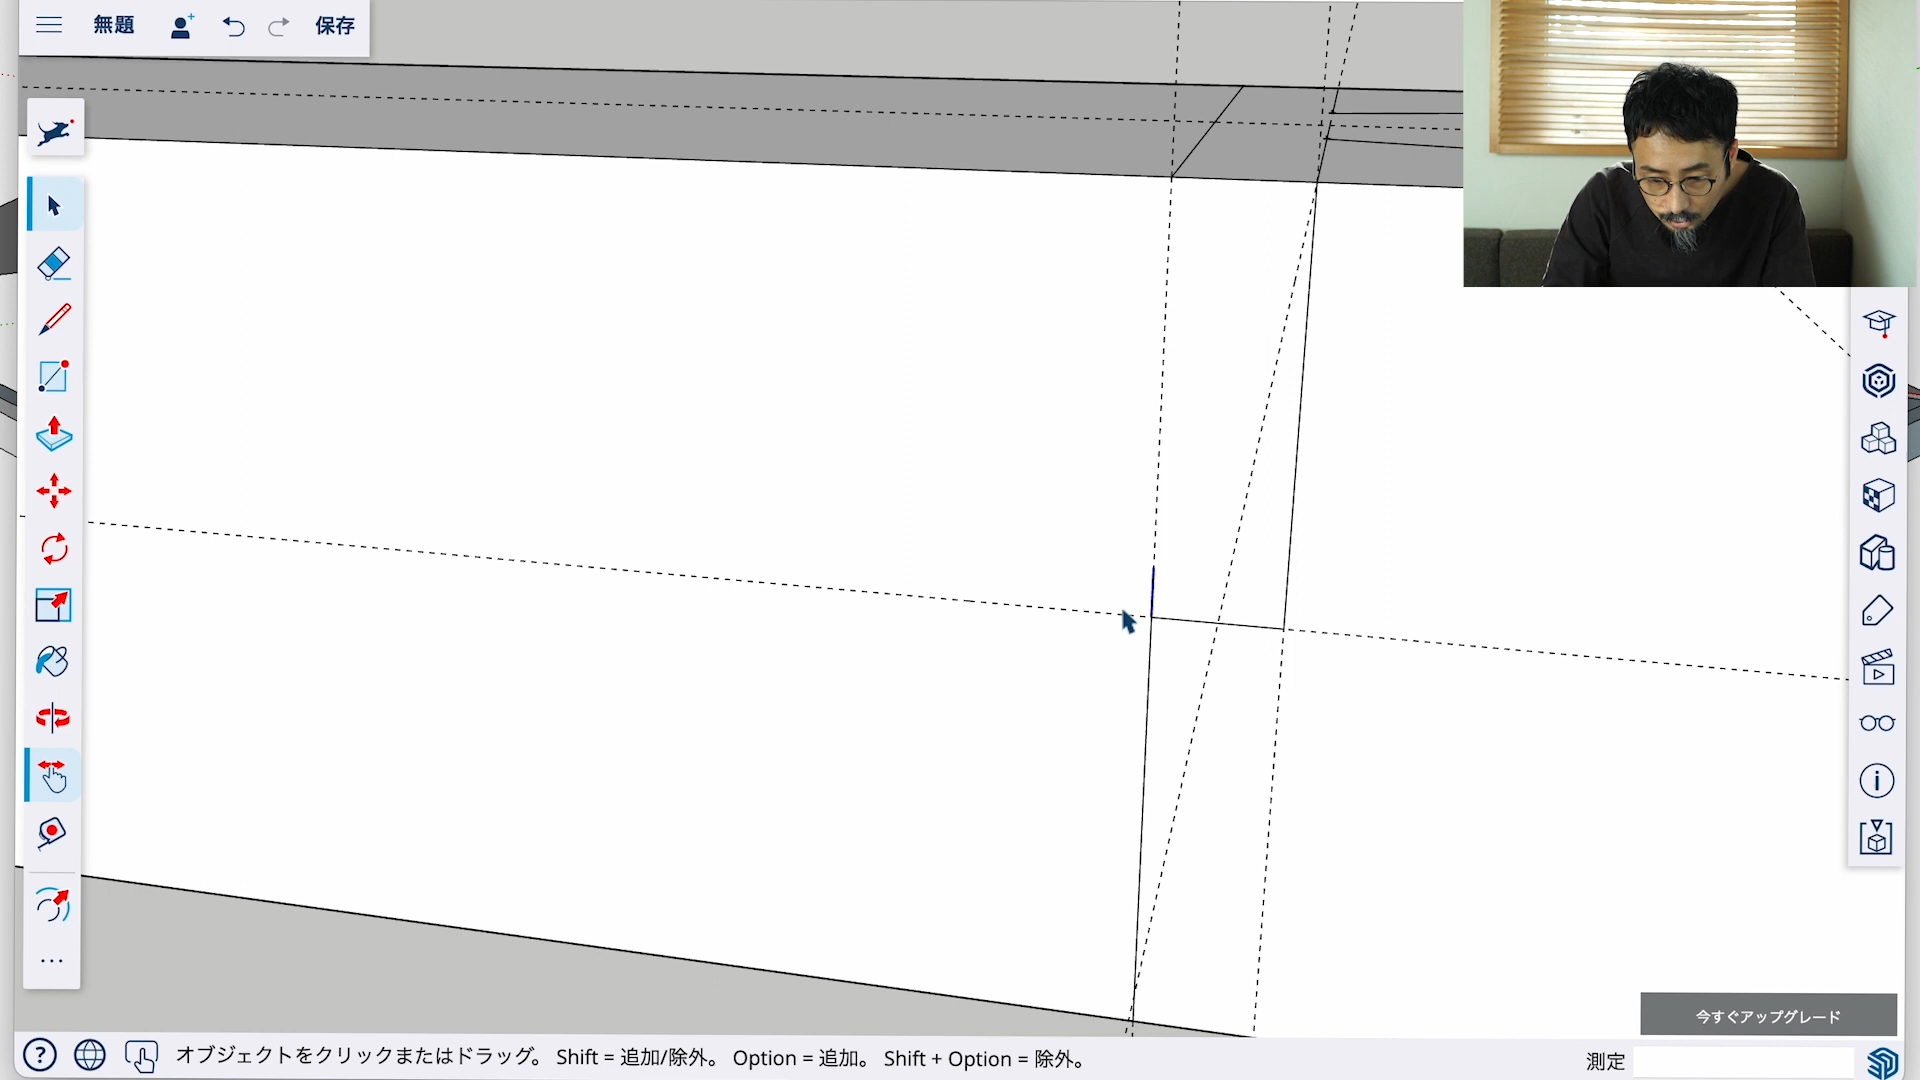 無題
保存
今すぐアップグレード
オブジェクトをクリックまたはドラッグ。 Shift = 追加/除外。 Option = 追加。 Shift + Option = 除外。
測定